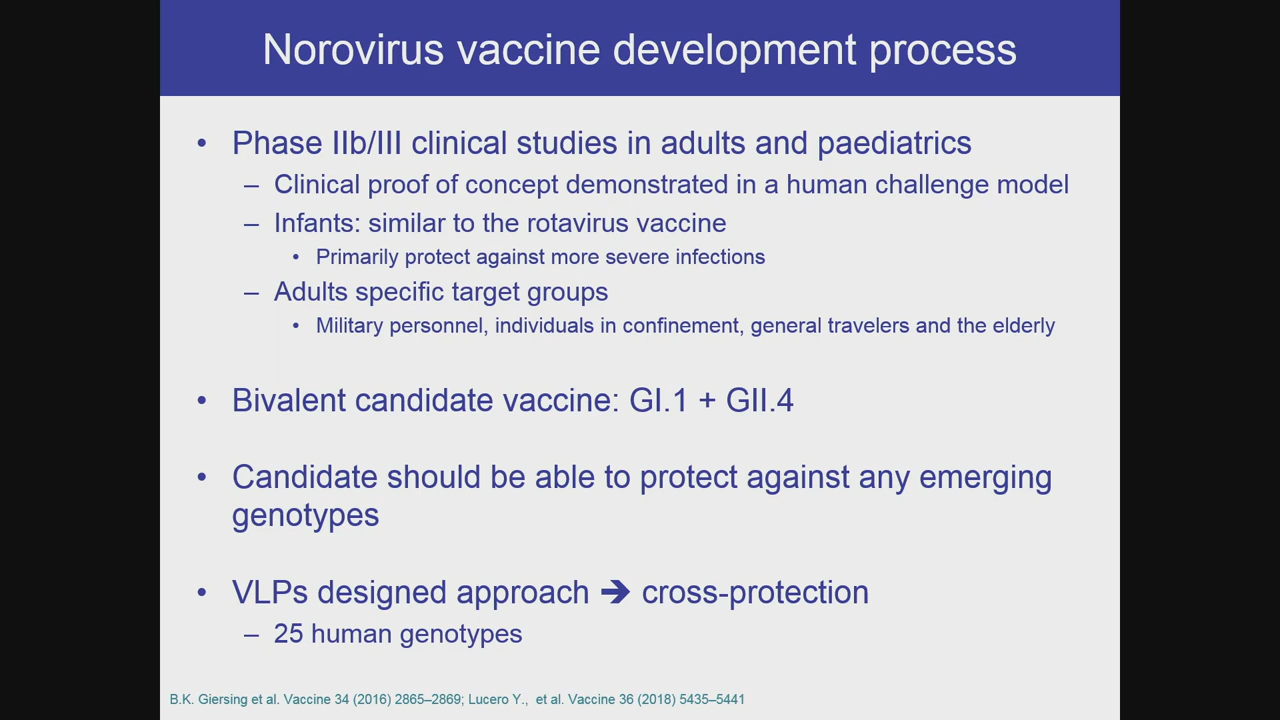 Norovirus vaccine development process
• Phase IIb/III clinical studies in adults and paediatrics
– Clinical proof of concept demonstrated in a human challenge model
– Infants: similar to the rotavirus vaccine
• Primarily protect against more severe infections
– Adults specific target groups
• Military personnel, individuals in confinement, general travelers and the elderly
• Bivalent candidate vaccine: GI.1 + GII.4
• Candidate should be able to protect against any emerging
genotypes
• VLPs designed approach ➔ cross-protection
– 25 human genotypes
B.K. Giersing et al. Vaccine 34 (2016) 2865–2869; Lucero Y., et al. Vaccine 36 (2018) 5435–5441